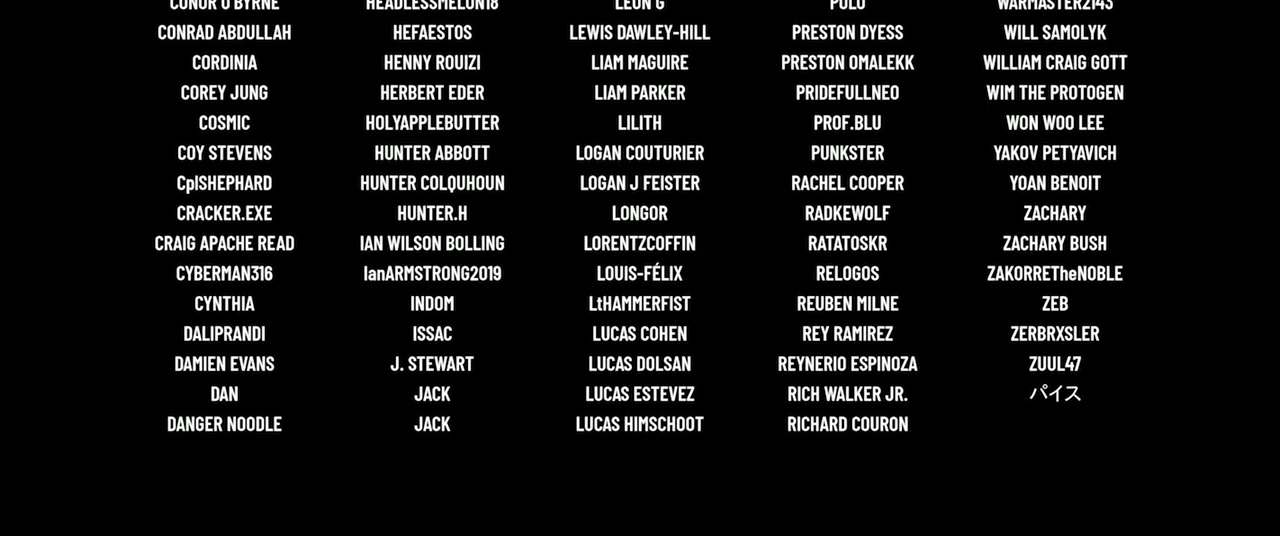 CONOR O'BYRNE HEADLESSMELON18 LEON G POLO WARMASTER2143
CONRAD ABDULLAH HEFAESTOS LEWIS DAWLEY-HILL PRESTON DYESS WILL SAMOLYK
CORDINIA HENNY ROUIZI LIAM MAGUIRE PRESTON OMALEKK WILLIAM CRAIG GOTT
COREY JUNG HERBERT EDER LIAM PARKER PRIDEFULLNEO WIM THE PROTOGEN
COSMIC HOLYAPPLEBUTTER LILITH PROF.BLU WON WOO LEE
COY STEVENS HUNTER ABBOTT LOGAN COUTURIER PUNKSTER YAKOV PETYAVICH
CplSHEPHARD HUNTER COLQUHOUN LOGAN J FEISTER RACHEL COOPER YOAN BENOIT
CRACKER.EXE HUNTER.H LONGOR RADKEWOLF ZACHARY
CRAIG APACHE READ IAN WILSON BOLLING LORENTZCOFFIN RATATOSKR ZACHARY BUSH
CYBERMAN316 IanARMSTRONG2019 LOUIS-FÉLIX RELOGOS ZAKORRETheNOBLE
CYNTHIA INDOM LtHAMMERFIST REUBEN MILNE ZEB
DALIPRANDI ISSAC LUCAS COHEN REY RAMIREZ ZERBRXSLER
DAMIEN EVANS J. STEWART LUCAS DOLSAN REYNERIO ESPINOZA ZUUL47
DAN JACK LUCAS ESTEVEZ RICH WALKER JR. パイス
DANGER NOODLE JACK LUCAS HIMSCHOOT RICHARD COURON